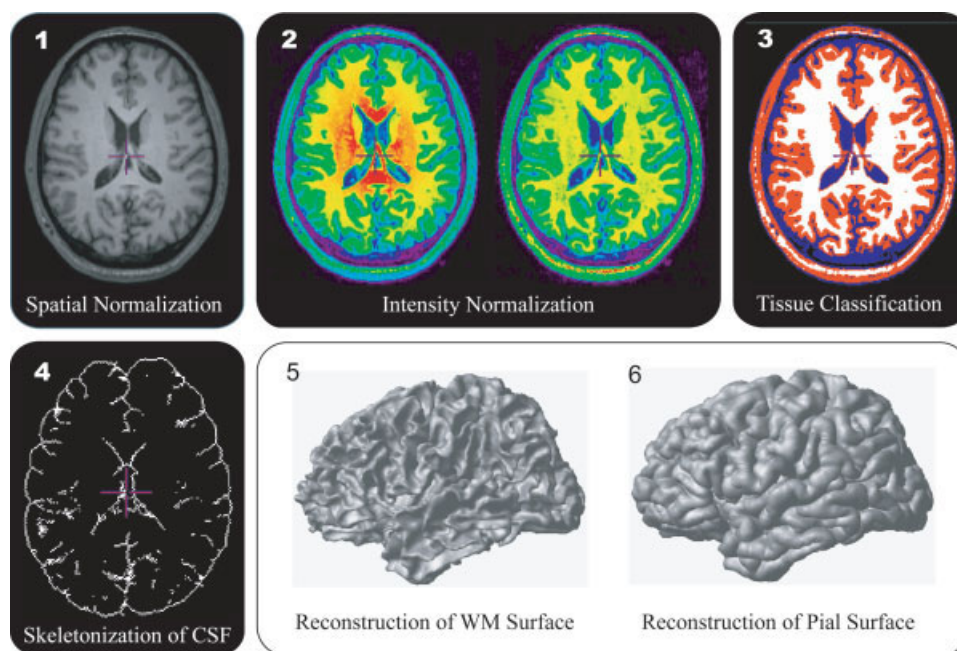 1
Spatial Normalization
2
Intensity Normalization
3
Tissue Classification
4
Skeletonization of CSF
5
Reconstruction of WM Surface
6
Reconstruction of Pial Surface